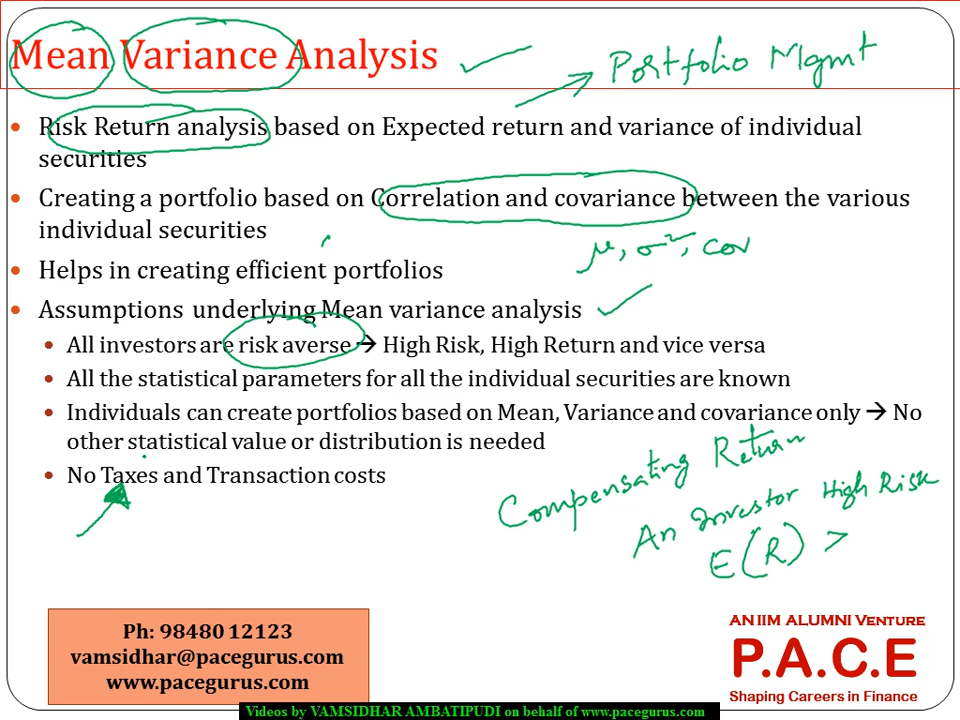 Mean Variance Analysis
Portfolio Mgmt
• Risk Return analysis based on Expected return and variance of individual
securities
• Creating a portfolio based on Correlation and covariance between the various
individual securities
μ, σ², cov
• Helps in creating efficient portfolios
• Assumptions underlying Mean variance analysis
• All investors are risk averse → High Risk, High Return and vice versa
• All the statistical parameters for all the individual securities are known
• Individuals can create portfolios based on Mean, Variance and covariance only → No
other statistical value or distribution is needed
• No Taxes and Transaction costs
Compensating Return
An Investor High Risk
E(R) >
Ph: 98480 12123
vamsidhar@pacegurus.com
www.pacegurus.com
AN IIM ALUMNI VENTURE
P.A.C.E
Shaping Careers in Finance
Videos by VAMSIDHAR AMBATIPUDI on behalf of www.pacegurus.com